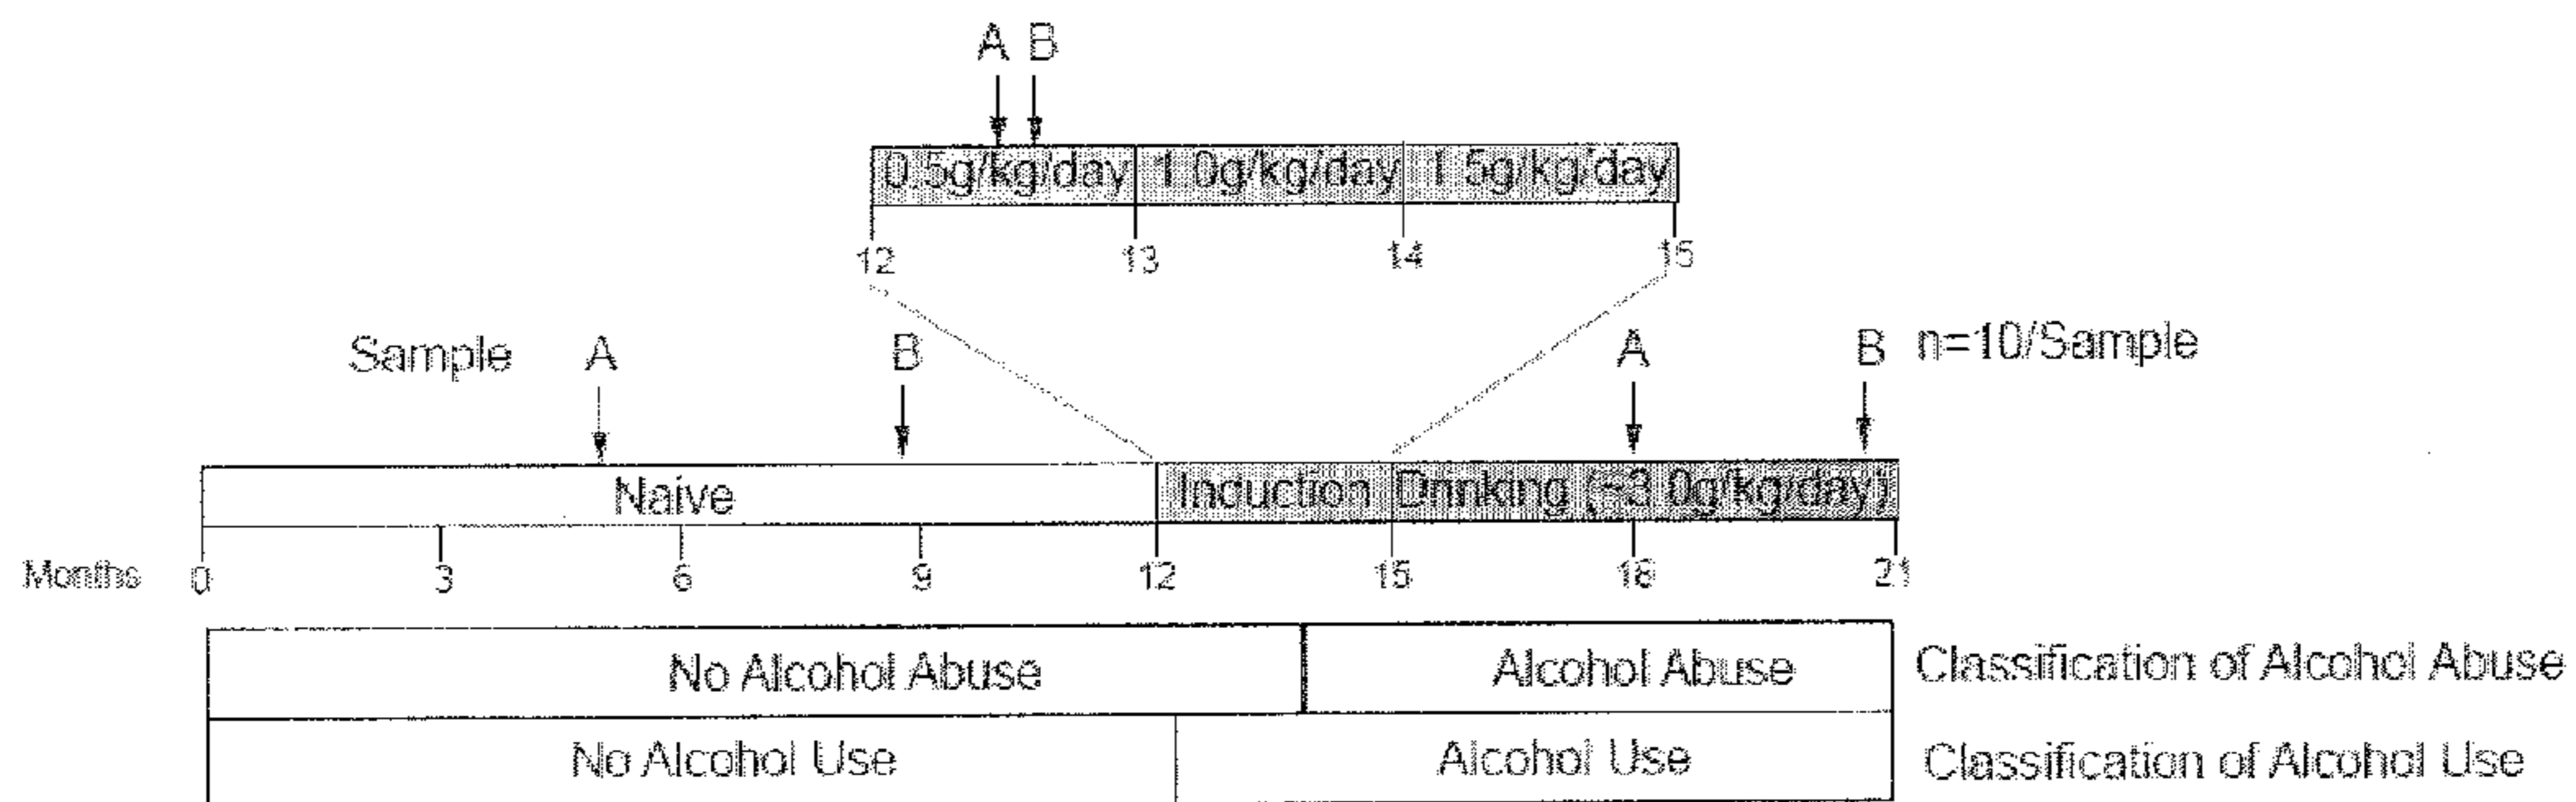 A B
0.5g/kg/day 1.0g/kg/day 1.5g/kg/day
12 13 14 15
Sample A B A B n=10/Sample
Naive Induction Drinking (~3.0g/kg/day)
Months 0 3 6 9 12 15 18 21
No Alcohol Abuse Alcohol Abuse Classification of Alcohol Abuse
No Alcohol Use Alcohol Use Classification of Alcohol Use